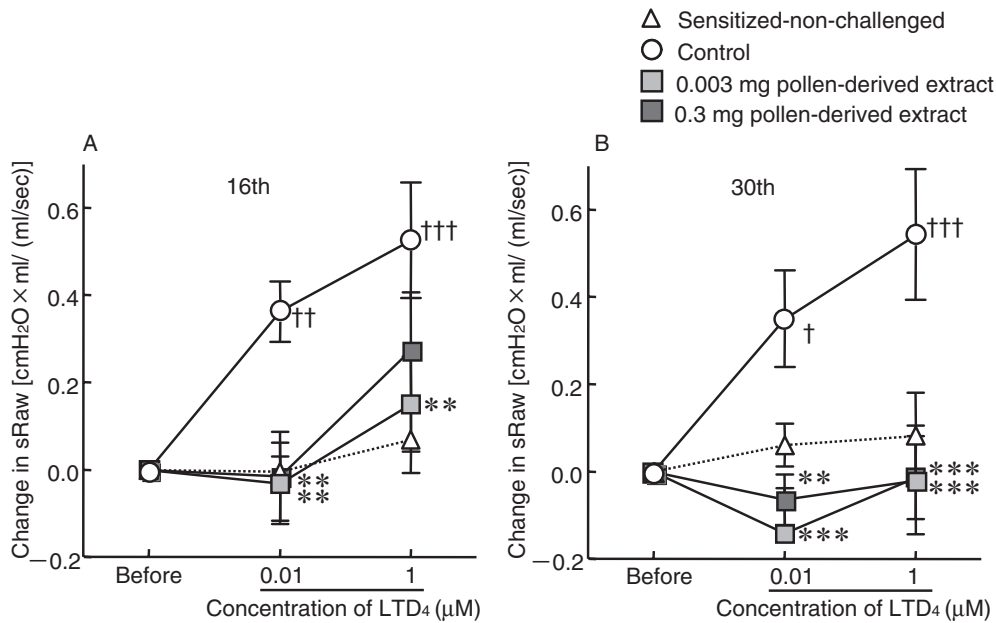 Sensitized-non-challenged
Control
0.003 mg pollen-derived extract
0.3 mg pollen-derived extract
A
16th
Change in sRaw [cmH₂O×ml/ (ml/sec)]
0.6
0.4
0.2
0.0
−0.2
††
†††
**
**
**
Before
0.01
1
Concentration of LTD₄ (μM)
B
30th
Change in sRaw [cmH₂O×ml/ (ml/sec)]
0.6
0.4
0.2
0.0
−0.2
†
†††
**
***
***
***
Before
0.01
1
Concentration of LTD₄ (μM)